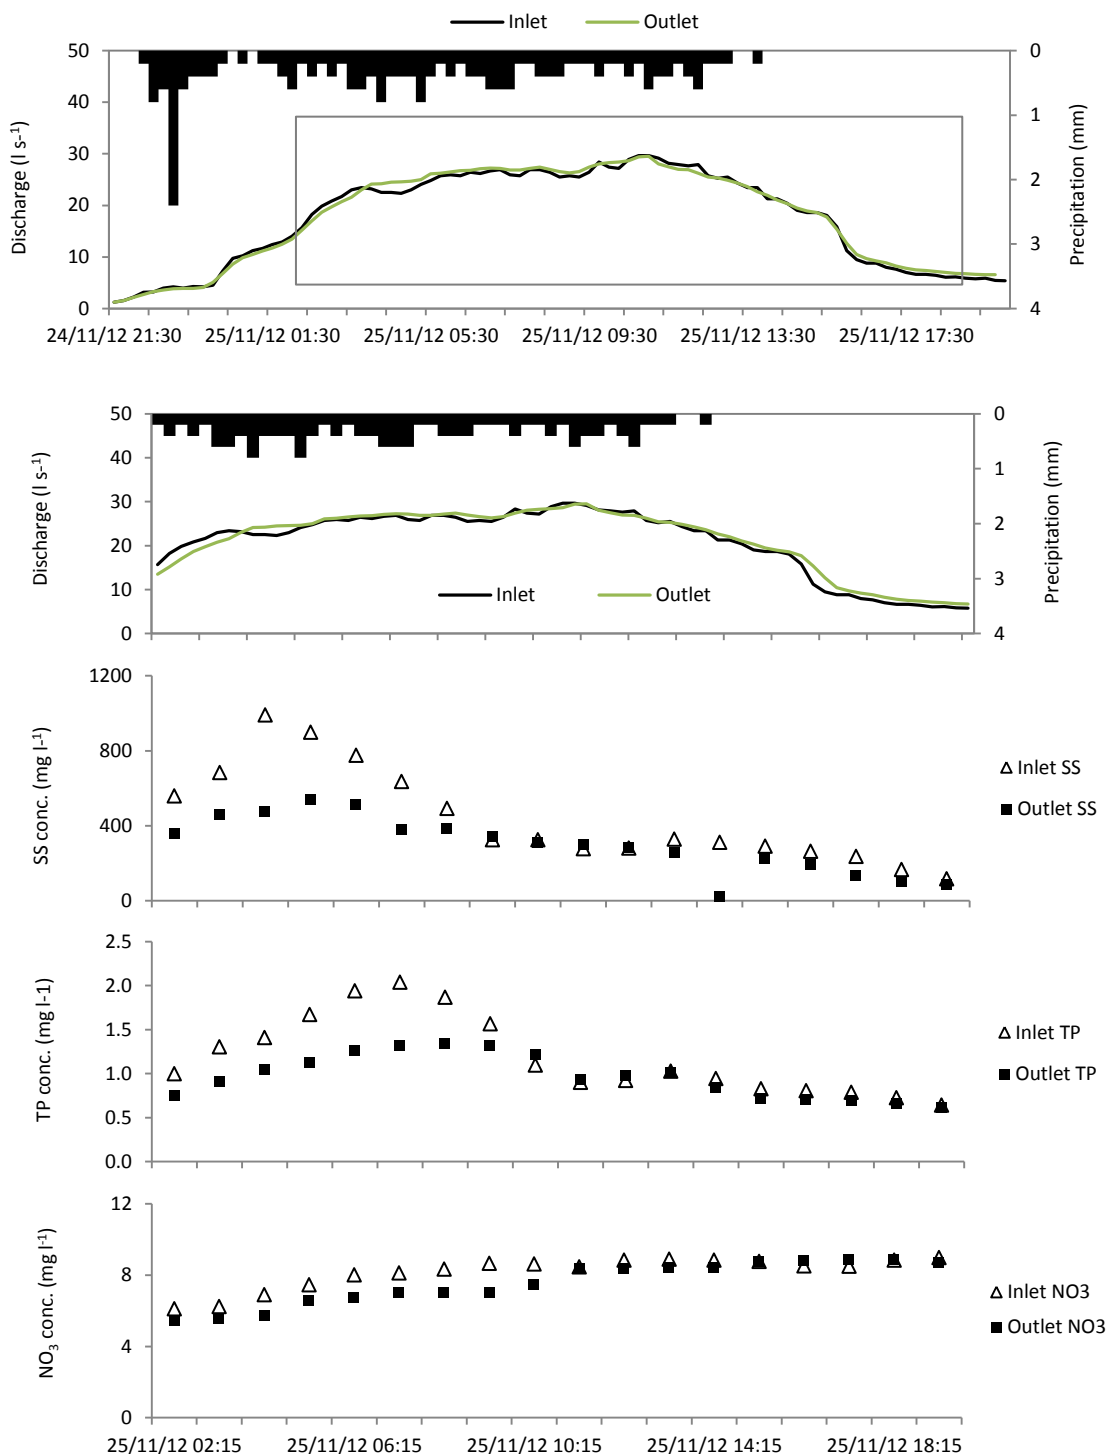 Inlet Outlet
50
40
30
20
10
0
Discharge (l s-1)
0
1
2
3
4
Precipitation (mm)
24/11/12 21:30 25/11/12 01:30 25/11/12 05:30 25/11/12 09:30 25/11/12 13:30 25/11/12 17:30
50
40
30
20
10
0
Discharge (l s-1)
Inlet Outlet
0
1
2
3
4
Precipitation (mm)
1200
800
400
0
SS conc. (mg l-1)
Inlet SS
Outlet SS
2.5
2.0
1.5
1.0
0.5
0.0
TP conc. (mg l-1)
Inlet TP
Outlet TP
12
8
4
0
NO3 conc. (mg l-1)
Inlet NO3
Outlet NO3
25/11/12 02:15 25/11/12 06:15 25/11/12 10:15 25/11/12 14:15 25/11/12 18:15